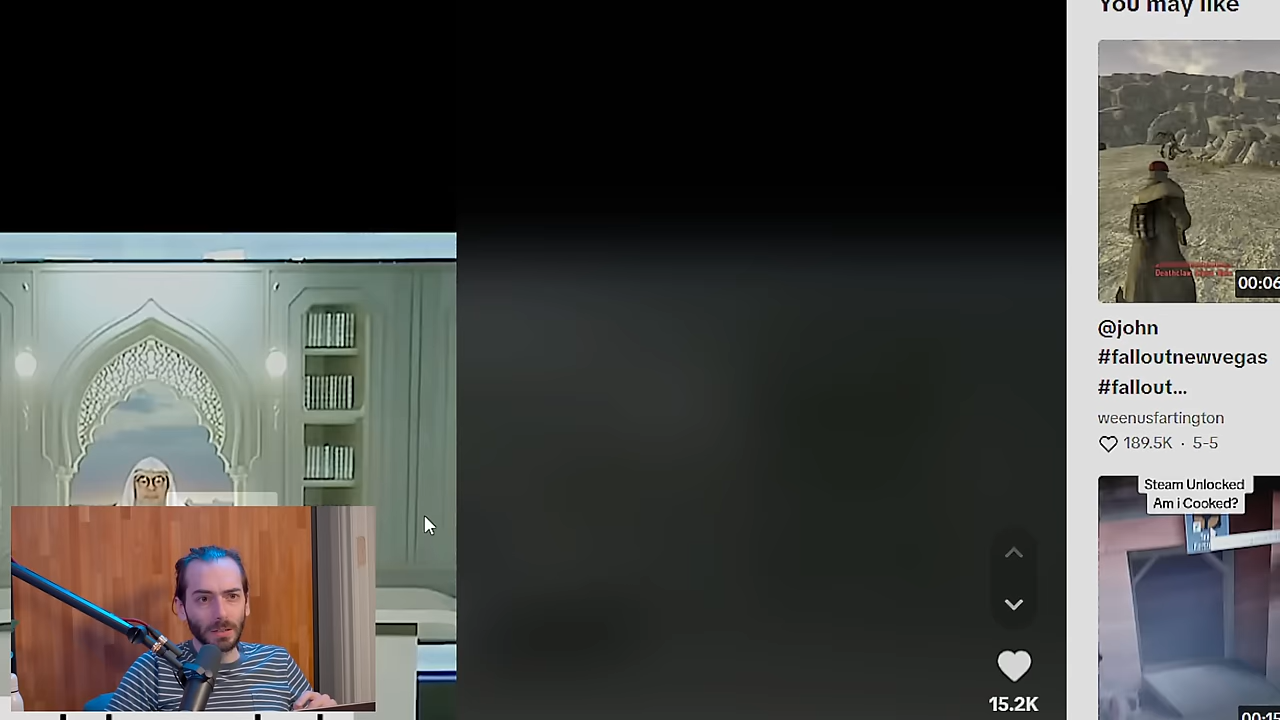 You may like
00:06
@john
#falloutnewvegas
#fallout...
weenusfartington
189.5K · 5-5
Steam Unlocked
Am i Cooked?
15.2K